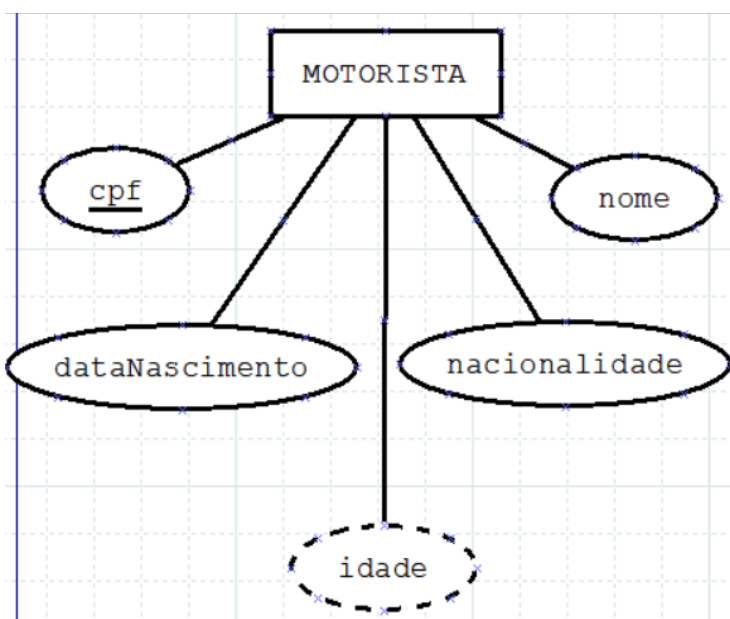 MOTORISTA
cpf
nome
dataNascimento
nacionalidade
idade